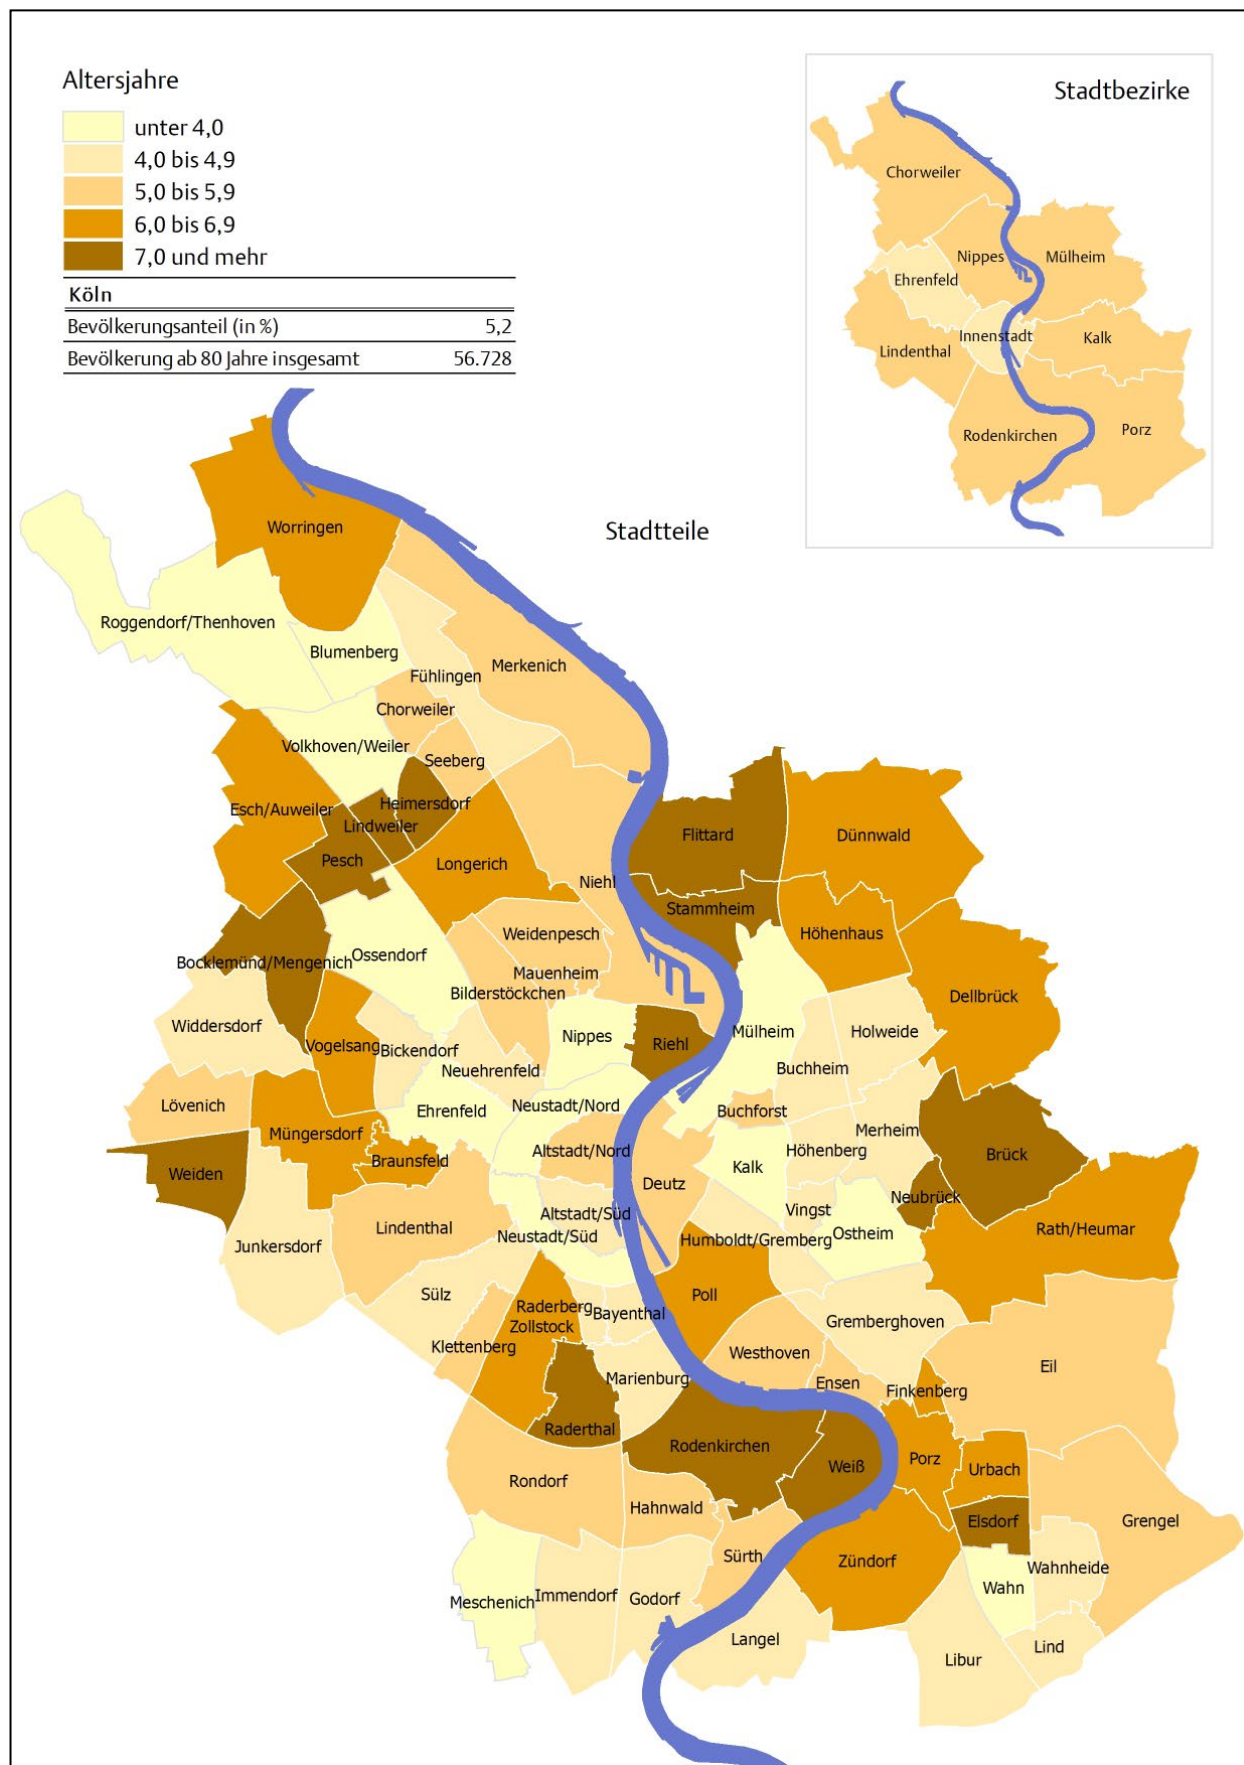 Altersjahre
unter 4,0
4,0 bis 4,9
5,0 bis 5,9
6,0 bis 6,9
7,0 und mehr
Köln
Bevölkerungsanteil (in %) 5,2
Bevölkerung ab 80 Jahre insgesamt 56.728
Stadtbezirke
Chorweiler
Nippes
Mülheim
Ehrenfeld
Innenstadt
Kalk
Lindenthal
Rodenkirchen
Porz
Stadtteile
Worringen
Roggendorf/Thenhoven
Blumenberg
Fühlingen
Merkenich
Chorweiler
Volkhoven/Weiler
Seeberg
Heimersdorf
Esch/Auweiler
Lindweiler
Pesch
Longerich
Niehl
Flittard
Dünnwald
Stammheim
Höhenhaus
Weidenpesch
Ossendorf
Bocklemünd/Mengenich
Mauenheim
Bilderstöckchen
Dellbrück
Widdersdorf
Vogelsang
Bickendorf
Nippes
Riehl
Mülheim
Holweide
Neuehrenfeld
Buchheim
Lövenich
Ehrenfeld
Neustadt/Nord
Buchforst
Müngersdorf
Merheim
Braunsfeld
Altstadt/Nord
Höhenberg
Brück
Weiden
Kalk
Deutz
Neubrück
Lindenthal
Altstadt/Süd
Vingst
Ostheim
Rath/Heumar
Junkersdorf
Neustadt/Süd
Humboldt/Gremberg
Sülz
Poll
Raderberg
Bayenthal
Zollstock
Gremberghoven
Klettenberg
Westhoven
Eil
Marienburg
Ensen
Finkenberg
Raderthal
Rodenkirchen
Weiß
Porz
Urbach
Rondorf
Hahnwald
Elsdorf
Grengel
Sürth
Zündorf
Wahnheide
Wahn
Meschenich
Immendorf
Godorf
Langel
Libur
Lind